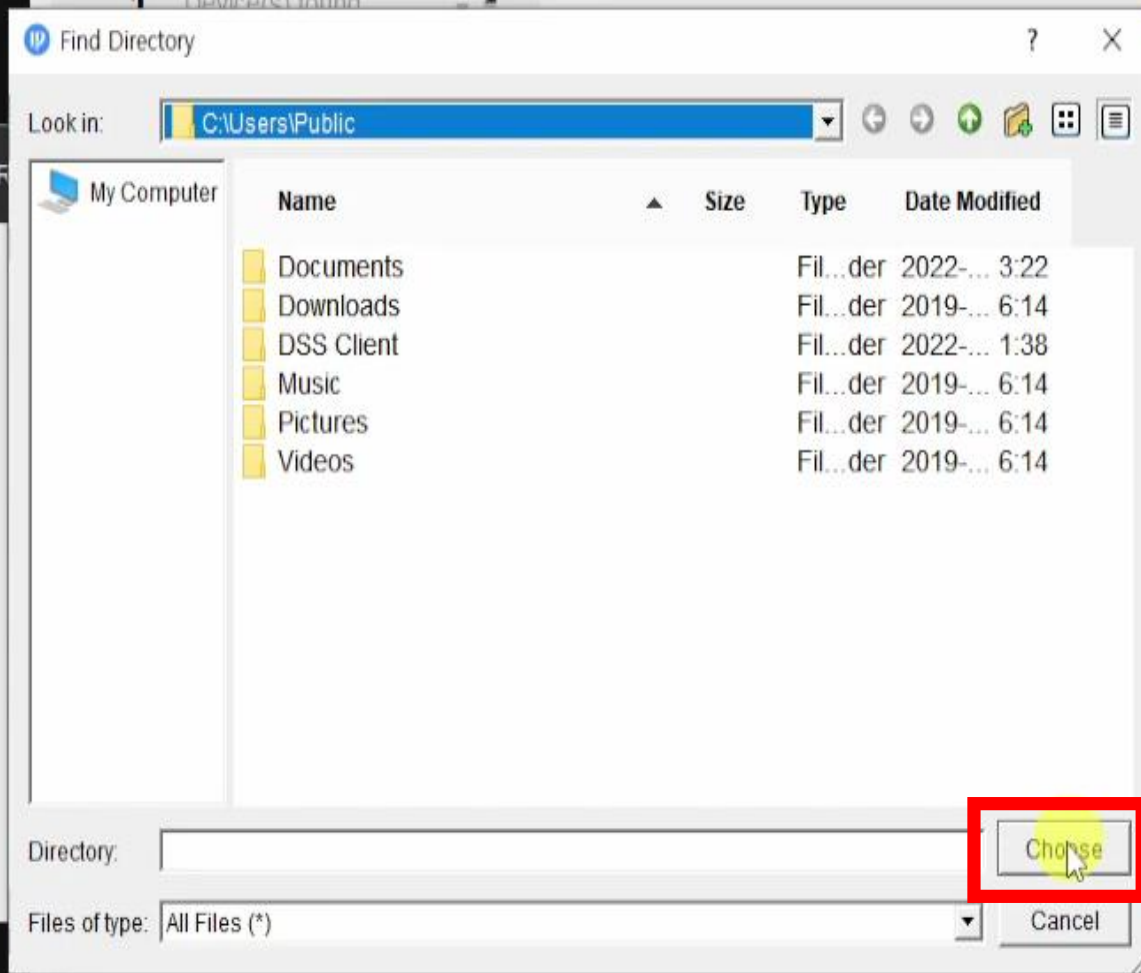 Device(s) found
Find Directory
Look in: C:\Users\Public
My Computer
Name Size Type Date Modified
Documents Fil...der 2022-... 3:22
Downloads Fil...der 2019-... 6:14
DSS Client Fil...der 2022-... 1:38
Music Fil...der 2019-... 6:14
Pictures Fil...der 2019-... 6:14
Videos Fil...der 2019-... 6:14
Directory: Choose
Files of type: All Files (*) Cancel